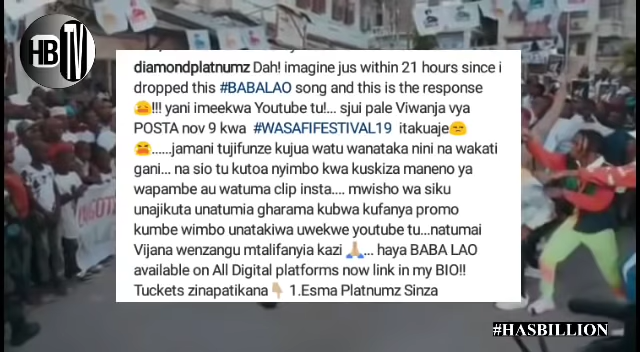 HB TV
diamondplatnumz Dah! imagine jus within 21 hours since i
dropped this #BABALAO song and this is the response
😩!!! yani imeekwa Youtube tu!... sjui pale Viwanja vya
POSTA nov 9 kwa #WASAFIFESTIVAL19 itakuaje😔
😫......jamani tujifunze kujua watu wanataka nini na wakati
gani... na sio tu kutoa nyimbo kwa kuskiza maneno ya
wapambe au watuma clip insta.... mwisho wa siku
unajikuta unatumia gharama kubwa kufanya promo
kumbe wimbo unatakiwa uwekwe youtube tu...natumai
Vijana wenzangu mtalifanyia kazi 🙏🏼... haya BABA LAO
available on All Digital platforms now link in my BIO!!
Tuckets zinapatikana👇🏼 1.Esma Platnumz Sinza
#HASBILLION